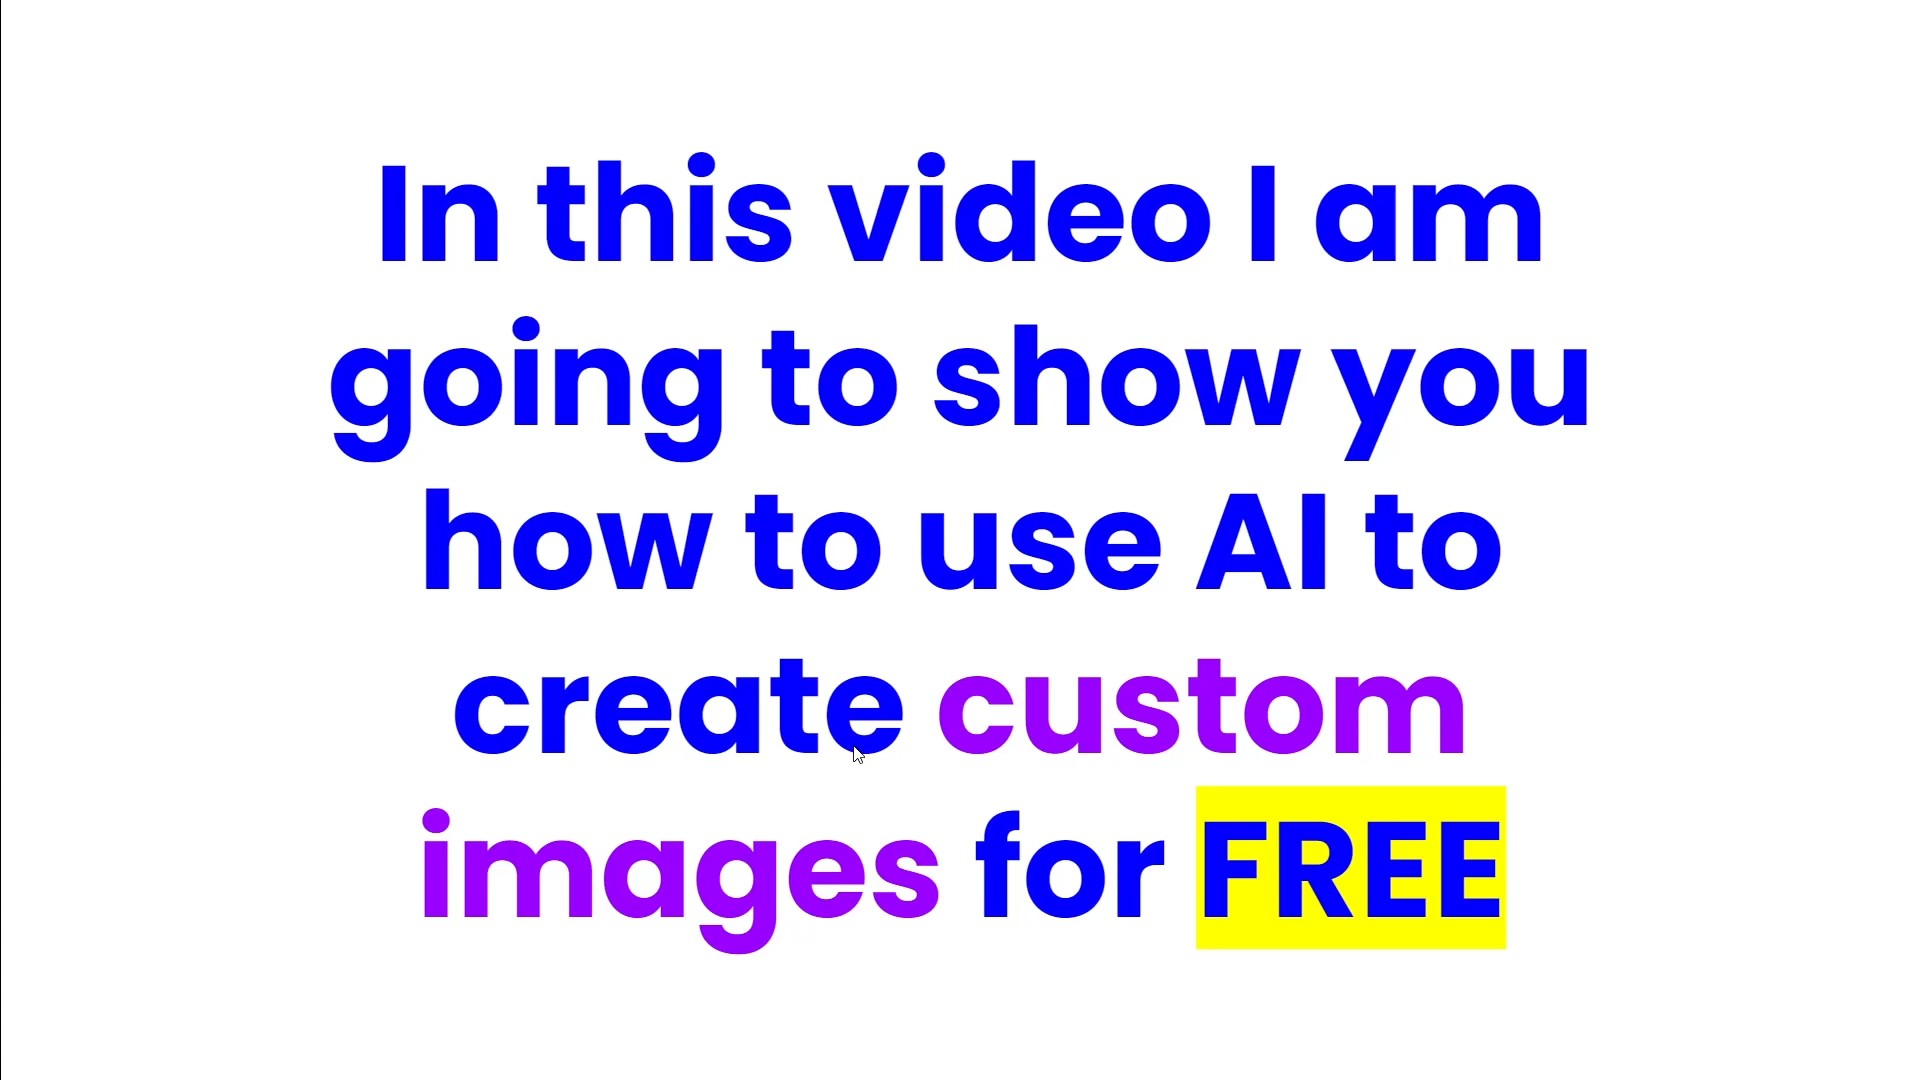 In this video I am
going to show you
how to use AI to
create custom
images for FREE